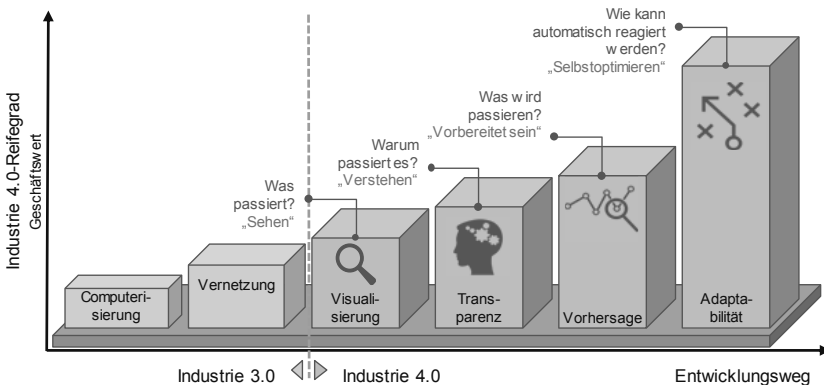 Wie kann
automatisch reagiert
werden?
„Selbstoptimieren“
Was wird
passieren?
„Vorbereitet sein“
Warum
passiert es?
„Verstehen“
Was
passiert?
„Sehen“
Industrie 4.0-Reifegrad
Geschäftswert
Computeri-
sierung
Vernetzung
Visuali-
sierung
Trans-
parenz
Vorhersage
Adapta-
bilität
Industrie 3.0
Industrie 4.0
Entwicklungsweg